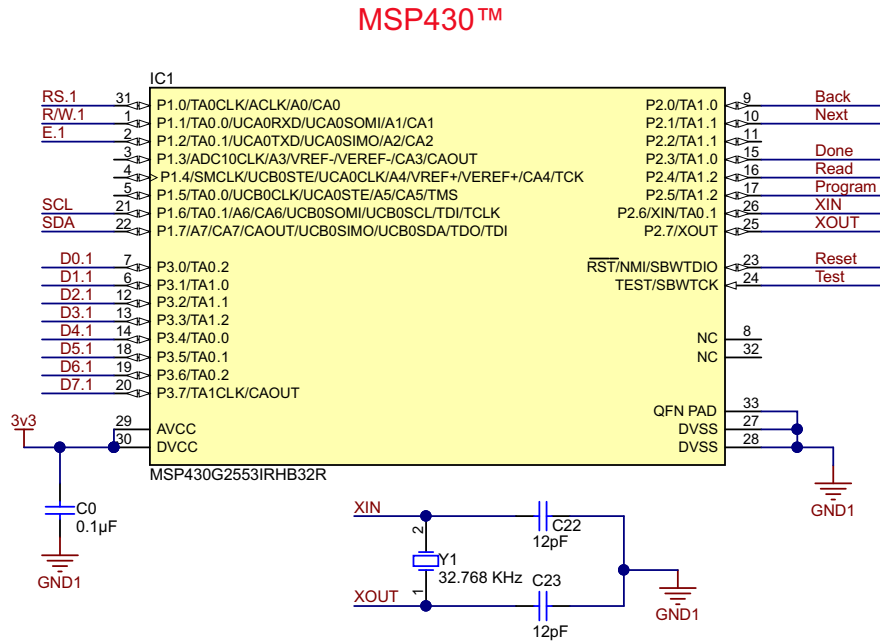 MSP430™
IC1
RS.1 31 P1.0/TA0CLK/ACLK/A0/CA0 P2.0/TA1.0 9 Back
R/W.1 1 P1.1/TA0.0/UCA0RXD/UCA0SOMI/A1/CA1 P2.1/TA1.1 10 Next
E.1 2 P1.2/TA0.1/UCA0TXD/UCA0SIMO/A2/CA2 P2.2/TA1.1 11
3 P1.3/ADC10CLK/A3/VREF-/VEREF-/CA3/CAOUT P2.3/TA1.0 15 Done
4 P1.4/SMCLK/UCB0STE/UCA0CLK/A4/VREF+/VEREF+/CA4/TCK P2.4/TA1.2 16 Read
5 P1.5/TA0.0/UCB0CLK/UCA0STE/A5/CA5/TMS P2.5/TA1.2 17 Program
SCL 21 P1.6/TA0.1/A6/CA6/UCB0SOMI/UCB0SCL/TDI/TCLK P2.6/XIN/TA0.1 26 XIN
SDA 22 P1.7/A7/CA7/CAOUT/UCB0SIMO/UCB0SDA/TDO/TDI P2.7/XOUT 25 XOUT
D0.1 7 P3.0/TA0.2 RST/NMI/SBWTDIO 23 Reset
D1.1 6 P3.1/TA1.0 TEST/SBWTCK 24 Test
D2.1 12 P3.2/TA1.1
D3.1 13 P3.3/TA1.2
D4.1 14 P3.4/TA0.0 NC 8
D5.1 18 P3.5/TA0.1 NC 32
D6.1 19 P3.6/TA0.2
D7.1 20 P3.7/TA1CLK/CAOUT
QFN PAD 33
3v3 29 AVCC DVSS 27
30 DVCC DVSS 28
MSP430G2553IRHB32R
C0
0.1µF
GND1
GND1
XIN
2
C22
12pF
Y1
32.768 KHz
1
XOUT
C23
12pF
GND1